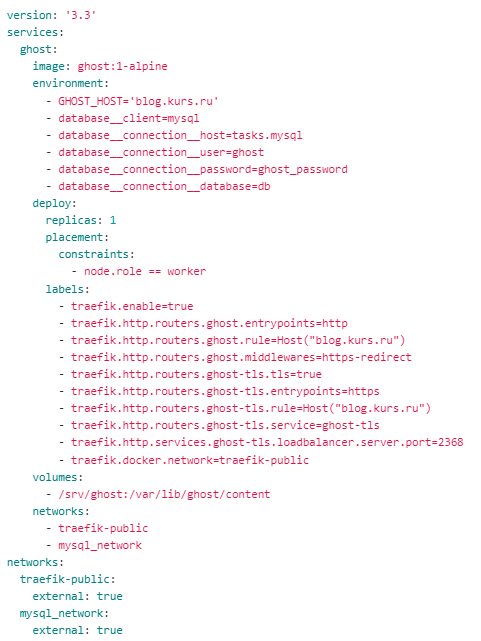 version: '3.3'
services:
  ghost:
    image: ghost:1-alpine
    environment:
      - GHOST_HOST='blog.kurs.ru'
      - database__client=mysql
      - database__connection__host=tasks.mysql
      - database__connection__user=ghost
      - database__connection__password=ghost_password
      - database__connection__database=db
    deploy:
      replicas: 1
      placement:
        constraints:
          - node.role == worker
      labels:
        - traefik.enable=true
        - traefik.http.routers.ghost.entrypoints=http
        - traefik.http.routers.ghost.rule=Host("blog.kurs.ru")
        - traefik.http.routers.ghost.middlewares=https-redirect
        - traefik.http.routers.ghost-tls.tls=true
        - traefik.http.routers.ghost-tls.entrypoints=https
        - traefik.http.routers.ghost-tls.rule=Host("blog.kurs.ru")
        - traefik.http.routers.ghost-tls.service=ghost-tls
        - traefik.http.services.ghost-tls.loadbalancer.server.port=2368
        - traefik.docker.network=traefik-public
    volumes:
      - /srv/ghost:/var/lib/ghost/content
    networks:
      - traefik-public
      - mysql_network
networks:
  traefik-public:
    external: true
  mysql_network:
    external: true